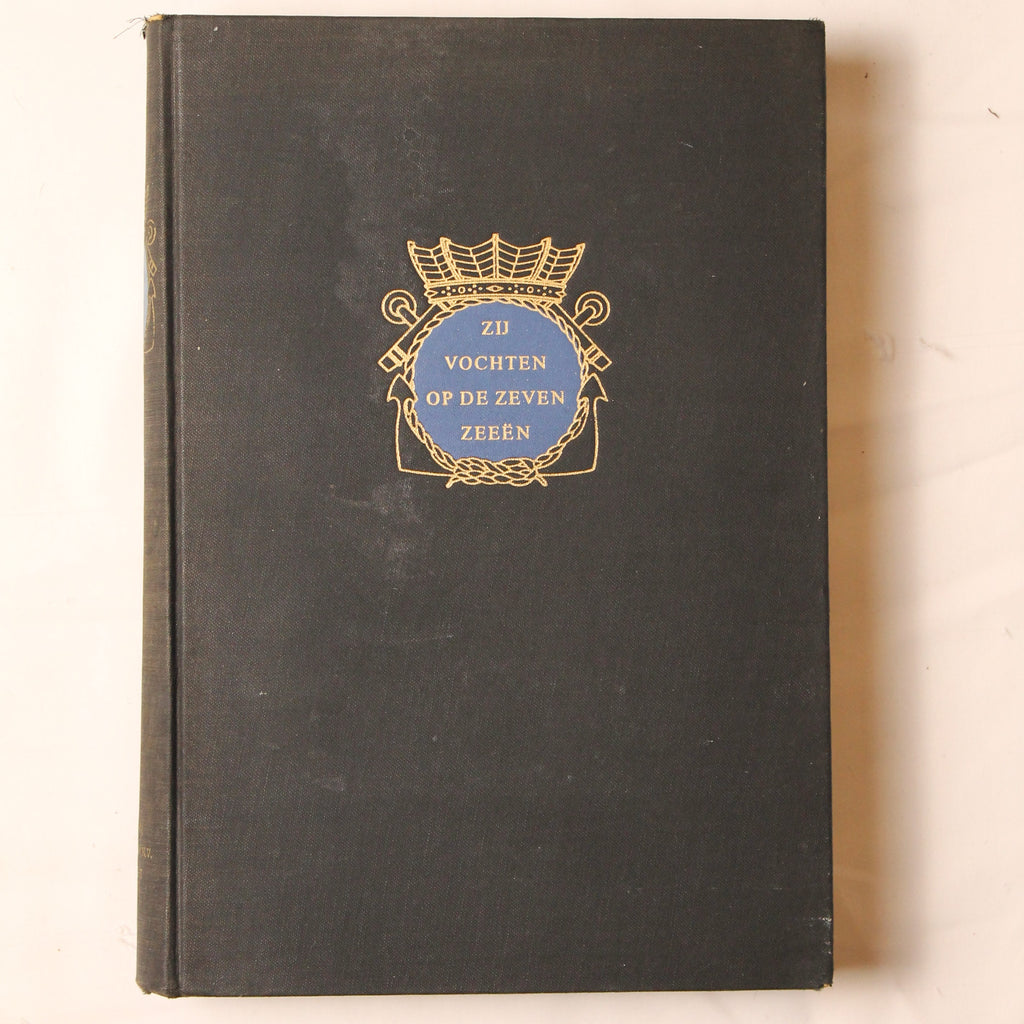 ZIJ
VOCHTEN
OP DE ZEVEN
ZEEËN